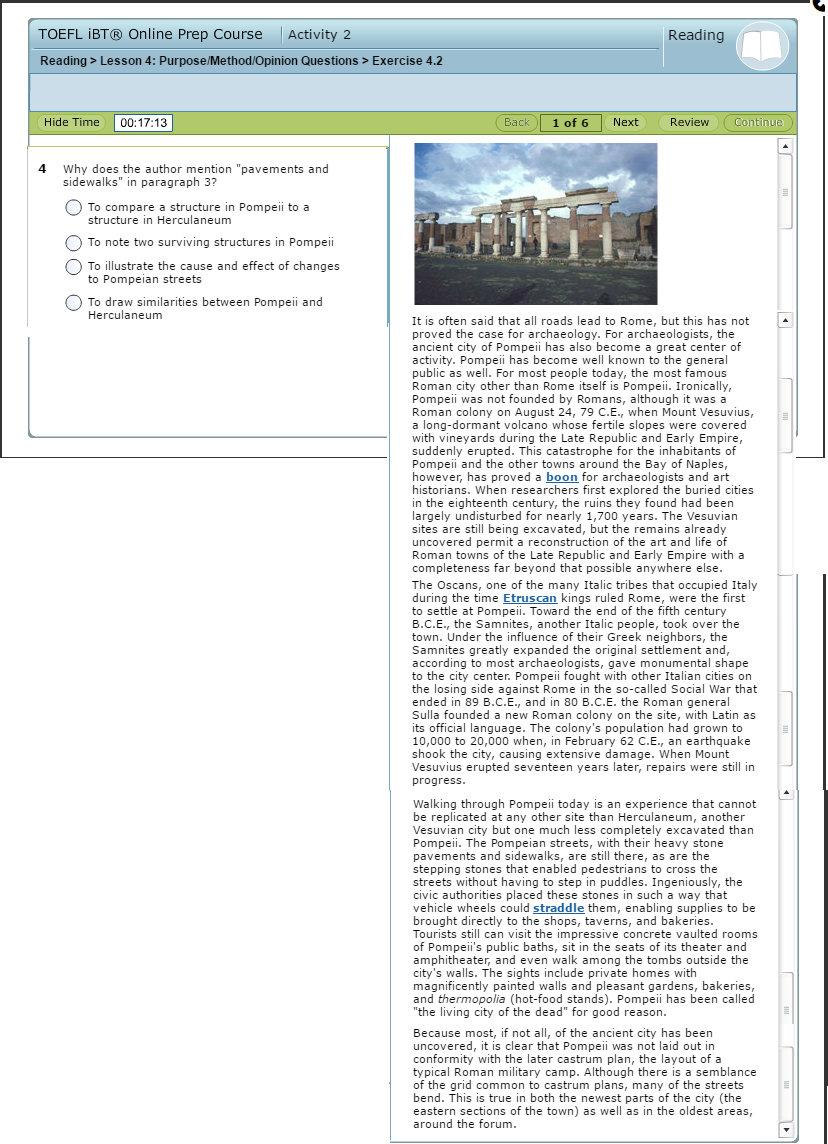 TOEFL iBT® Online Prep Course
Activity 2
Reading
Reading > Lesson 4: Purpose/Method/Opinion Questions > Exercise 4.2
Hide Time
00:17:13
Back
1 of 6
Next
Review
Continue
4 Why does the author mention "pavements and
sidewalks" in paragraph 3?
To compare a structure in Pompeii to a
structure in Herculaneum
To note two surviving structures in Pompeii
To illustrate the cause and effect of changes
to Pompeian streets
To draw similarities between Pompeii and
Herculaneum
It is often said that all roads lead to Rome, but this has not
proved the case for archaeology. For archaeologists, the
ancient city of Pompeii has also become a great center of
activity. Pompeii has become well known to the general
public as well. For most people today, the most famous
Roman city other than Rome itself is Pompeii. Ironically,
Pompeii was not founded by Romans, although it was a
Roman colony on August 24, 79 C.E., when Mount Vesuvius,
a long-dormant volcano whose fertile slopes were covered
with vineyards during the Late Republic and Early Empire,
suddenly erupted. This catastrophe for the inhabitants of
Pompeii and the other towns around the Bay of Naples,
however, has proved a boon for archaeologists and art
historians. When researchers first explored the buried cities
in the eighteenth century, the ruins they found had been
largely undisturbed for nearly 1,700 years. The Vesuvian
sites are still being excavated, but the remains already
uncovered permit a reconstruction of the art and life of
Roman towns of the Late Republic and Early Empire with a
completeness far beyond that possible anywhere else.
The Oscans, one of the many Italic tribes that occupied Italy
during the time Etruscan kings ruled Rome, were the first
to settle at Pompeii. Toward the end of the fifth century
B.C.E., the Samnites, another Italic people, took over the
town. Under the influence of their Greek neighbors, the
Samnites greatly expanded the original settlement and,
according to most archaeologists, gave monumental shape
to the city center. Pompeii fought with other Italian cities on
the losing side against Rome in the so-called Social War that
ended in 89 B.C.E., and in 80 B.C.E. the Roman general
Sulla founded a new Roman colony on the site, with Latin as
its official language. The colony's population had grown to
10,000 to 20,000 when, in February 62 C.E., an earthquake
shook the city, causing extensive damage. When Mount
Vesuvius erupted seventeen years later, repairs were still in
progress.
Walking through Pompeii today is an experience that cannot
be replicated at any other site than Herculaneum, another
Vesuvian city but one much less completely excavated than
Pompeii. The Pompeian streets, with their heavy stone
pavements and sidewalks, are still there, as are the
stepping stones that enabled pedestrians to cross the
streets without having to step in puddles. Ingeniously, the
civic authorities placed these stones in such a way that
vehicle wheels could straddle them, enabling supplies to be
brought directly to the shops, taverns, and bakeries.
Tourists still can visit the impressive concrete vaulted rooms
of Pompeii's public baths, sit in the seats of its theater and
amphitheater, and even walk among the tombs outside the
city's walls. The sights include private homes with
magnificently painted walls and pleasant gardens, bakeries,
and thermopolia (hot-food stands). Pompeii has been called
"the living city of the dead" for good reason.
Because most, if not all, of the ancient city has been
uncovered, it is clear that Pompeii was not laid out in
conformity with the later castrum plan, the layout of a
typical Roman military camp. Although there is a semblance
of the grid common to castrum plans, many of the streets
bend. This is true in both the newest parts of the city (the
eastern sections of the town) as well as in the oldest areas,
around the forum.